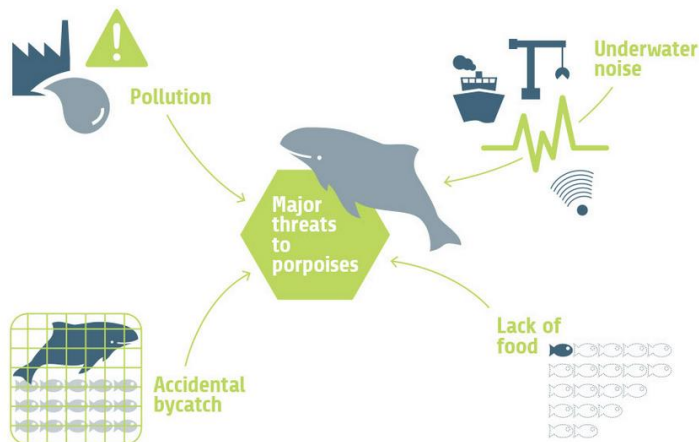 Pollution
Underwater
noise
Major
threats
to
porpoises
Accidental
bycatch
Lack of
food